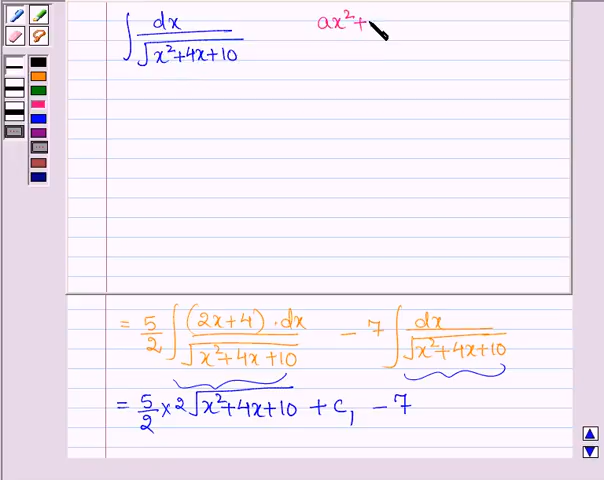 ∫ dx / √(x²+4x+10)    ax²+
= 5/2 ∫ (2x+4) · dx / √(x²+4x+10) − 7 ∫ dx / √(x²+4x+10)
= 5/2 × 2√(x²+4x+10) + C₁ − 7